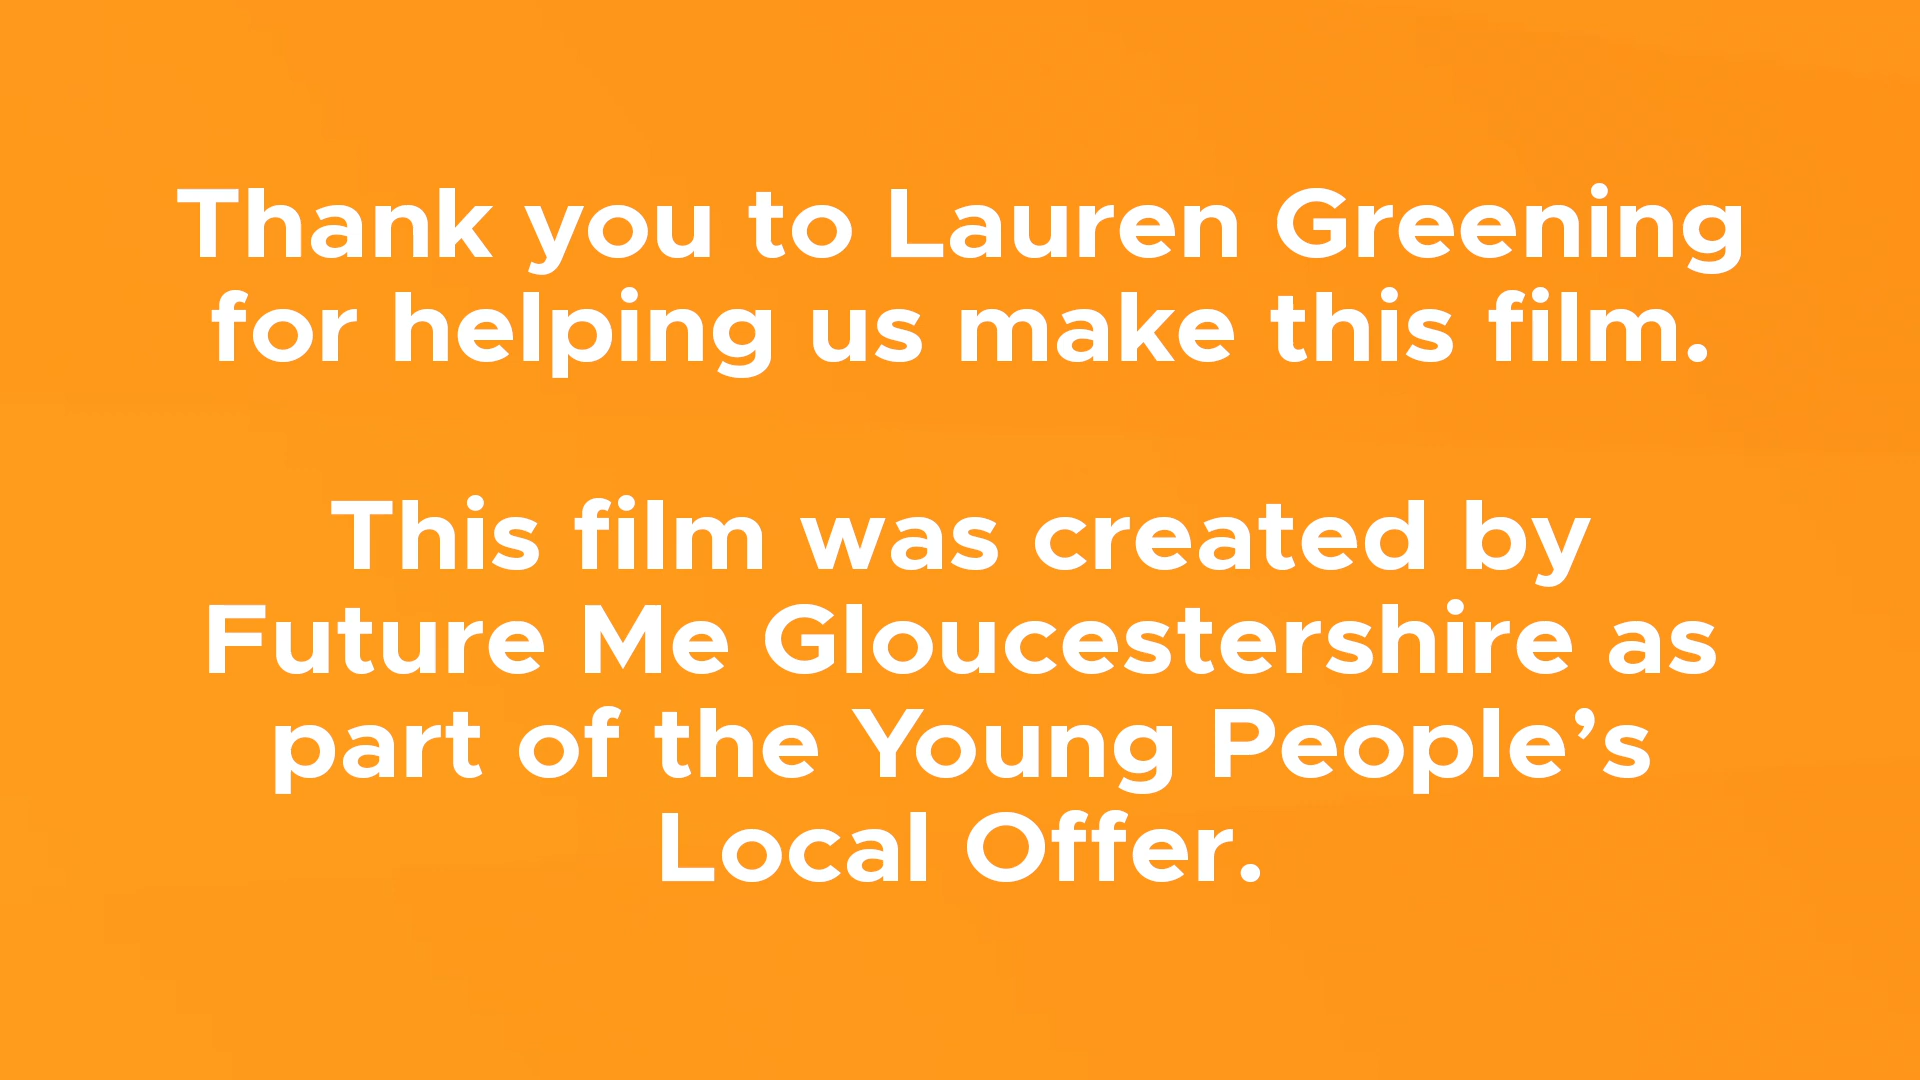 Thank you to Lauren Greening
for helping us make this film.
This film was created by
Future Me Gloucestershire as
part of the Young People’s
Local Offer.